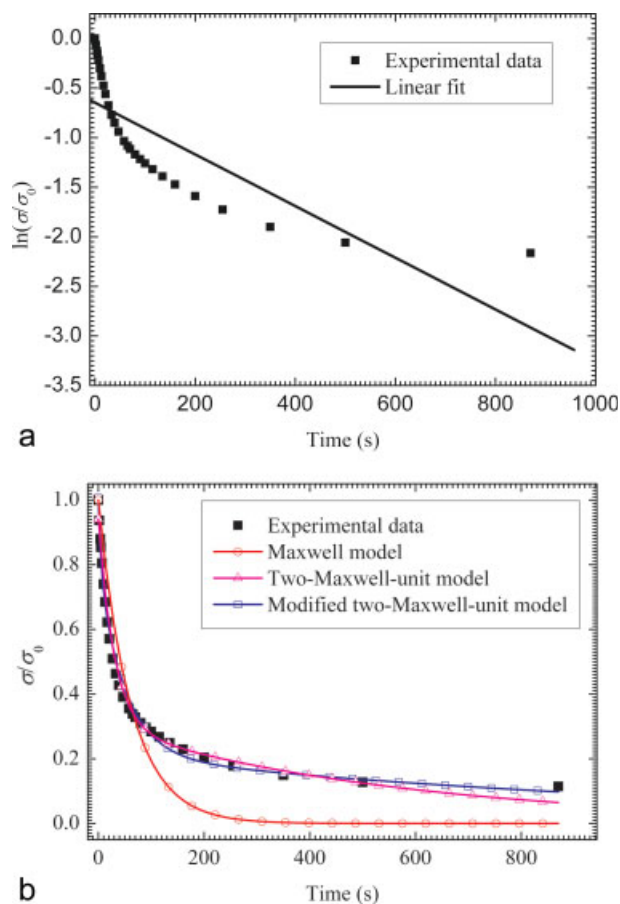 0.0
-0.5
-1.0
-1.5
-2.0
-2.5
-3.0
-3.5
ln(σ/σ0)
Experimental data
Linear fit
0 200 400 600 800 1000
Time (s)
a
1.0
0.8
0.6
0.4
0.2
0.0
σ/σ0
Experimental data
Maxwell model
Two-Maxwell-unit model
Modified two-Maxwell-unit model
0 200 400 600 800
Time (s)
b